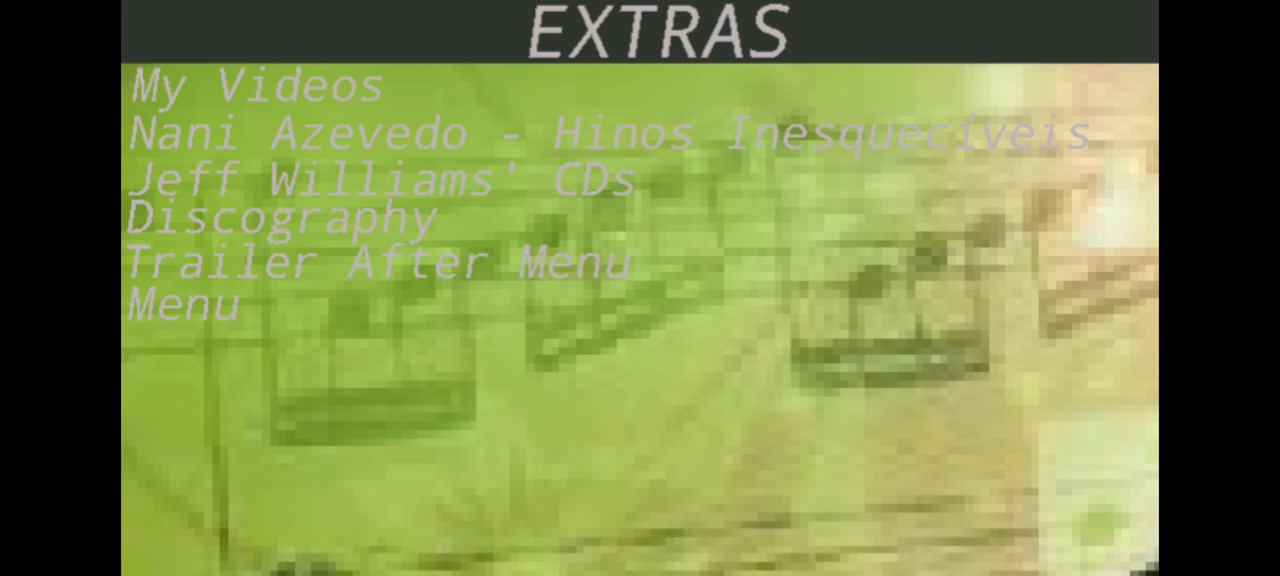 EXTRAS
My Videos
Nani Azevedo - Hinos Inesquecíveis
Jeff Williams' CDs
Discography
Trailer After Menu
Menu